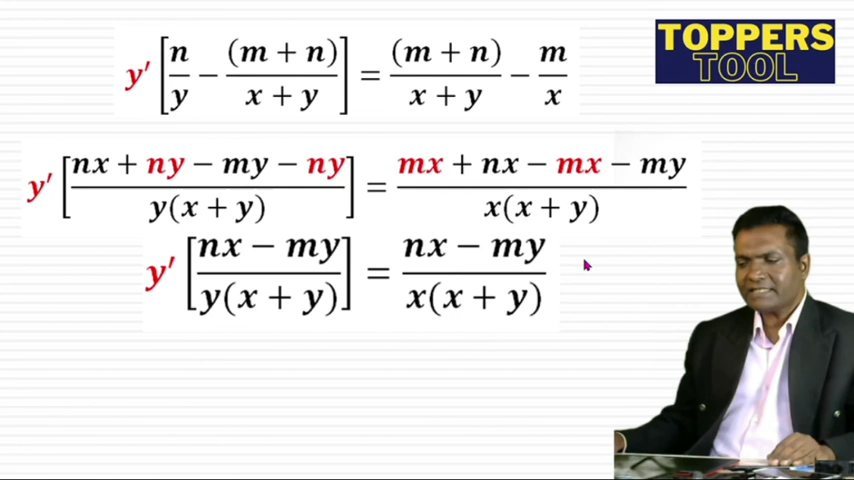 TOPPERS
TOOL
y′ [n/y − (m + n)/(x + y)] = (m + n)/(x + y) − m/x
y′ [(nx + ny − my − ny)/(y(x + y))] = (mx + nx − mx − my)/(x(x + y))
y′ [(nx − my)/(y(x + y))] = (nx − my)/(x(x + y))